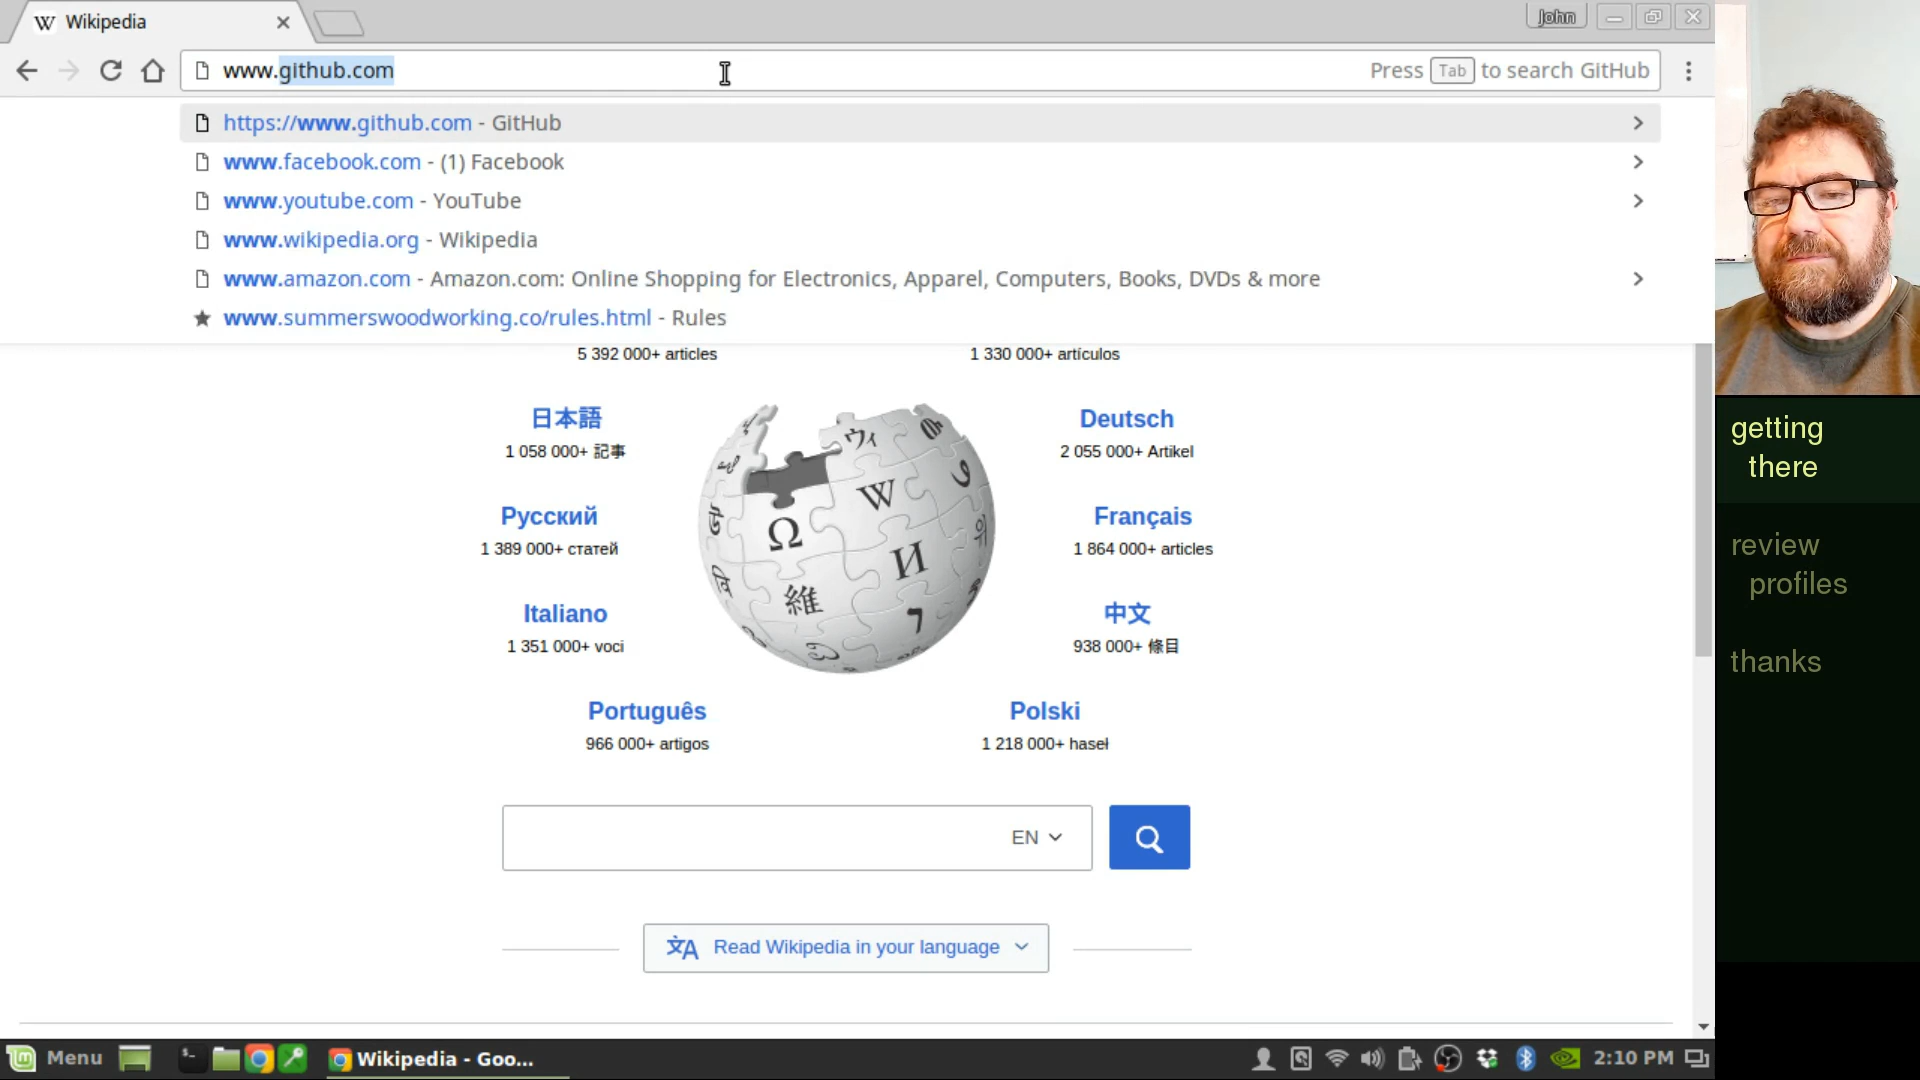 Wikipedia
John
www.github.com
Press Tab to search GitHub
https://www.github.com - GitHub
www.facebook.com - (1) Facebook
www.youtube.com - YouTube
www.wikipedia.org - Wikipedia
www.amazon.com - Amazon.com: Online Shopping for Electronics, Apparel, Computers, Books, DVDs & more
www.summerswoodworking.co/rules.html - Rules
5 392 000+ articles
1 330 000+ artículos
日本語
1 058 000+ 記事
Deutsch
2 055 000+ Artikel
Русский
1 389 000+ статей
Français
1 864 000+ articles
Italiano
1 351 000+ voci
中文
938 000+ 條目
Português
966 000+ artigos
Polski
1 218 000+ haseł
Ω
W
И
維
ウィ
7
EN
Read Wikipedia in your language
getting
there
review
profiles
thanks
Menu
Wikipedia - Goo...
2:10 PM